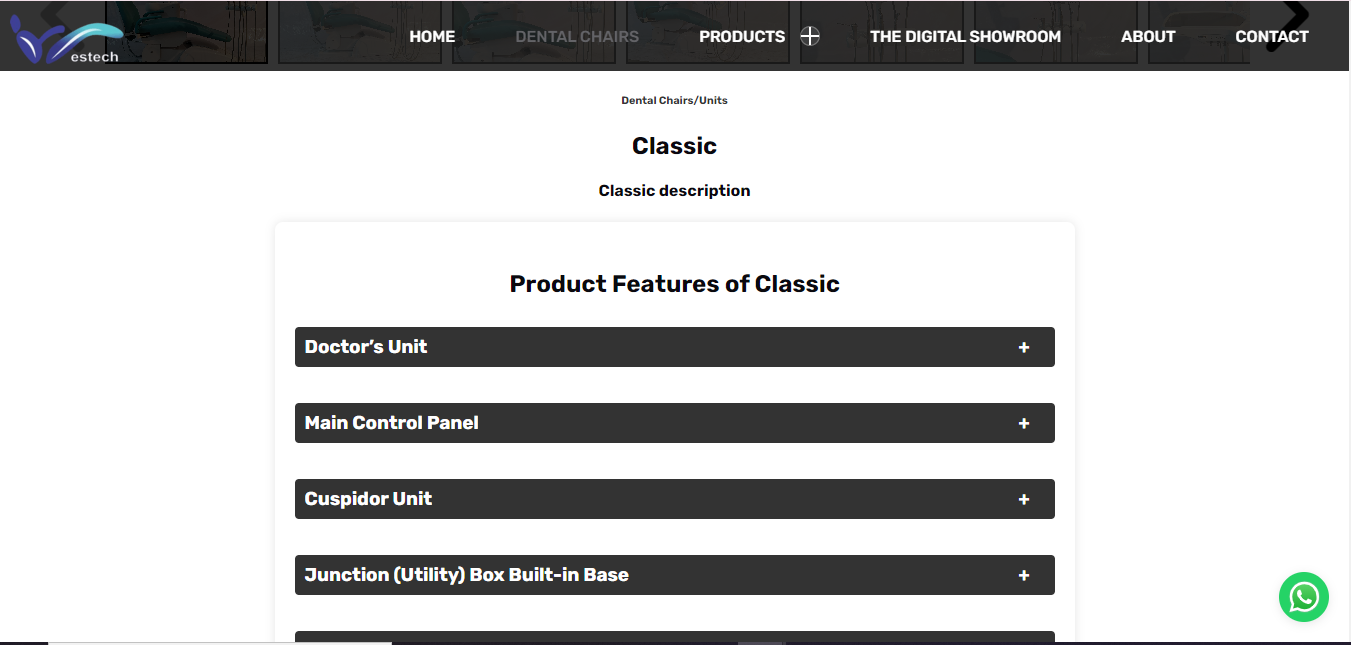 estech
HOME DENTAL CHAIRS PRODUCTS THE DIGITAL SHOWROOM ABOUT CONTACT
Dental Chairs/Units
Classic
Classic description
Product Features of Classic
Doctor’s Unit +
Main Control Panel +
Cuspidor Unit +
Junction (Utility) Box Built-in Base +